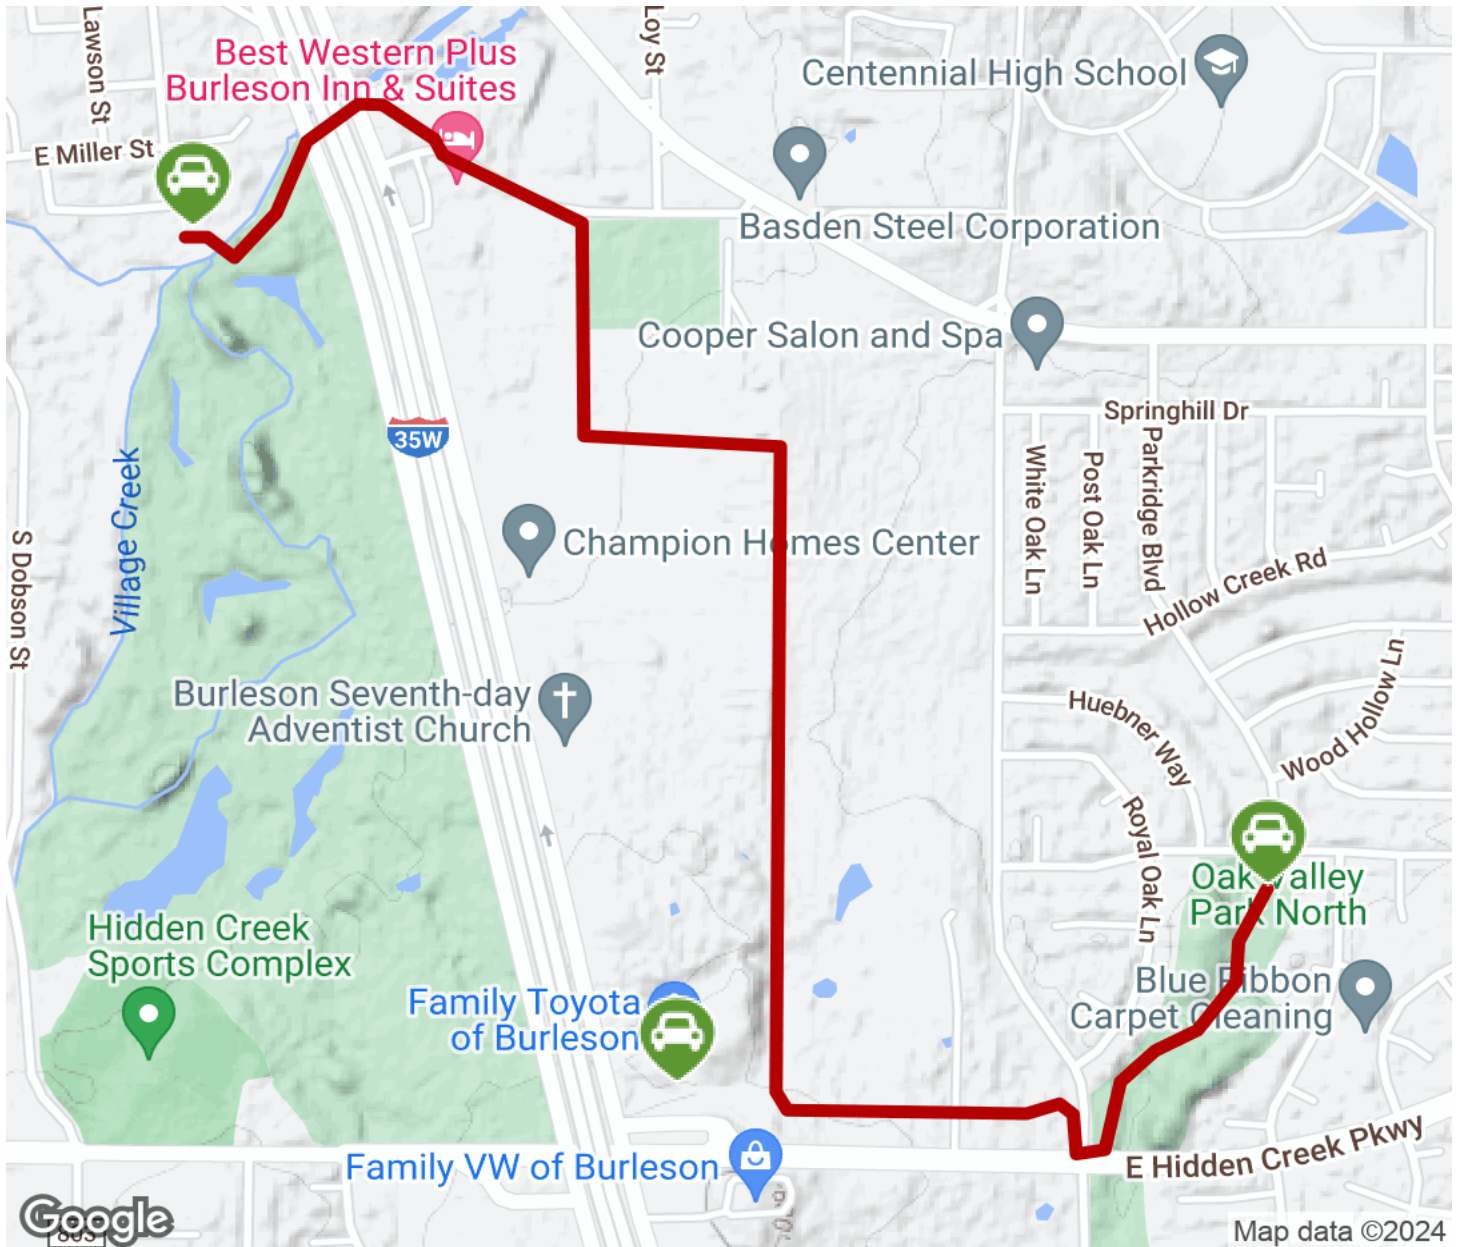 Lawson St
Best Western Plus
Burleson Inn & Suites
Loy St
Centennial High School
E Miller St
Basden Steel Corporation
Cooper Salon and Spa
35W
Springhill Dr
White Oak Ln
Post Oak Ln
Parkridge Blvd
Village Creek
Champion Homes Center
S Dobson St
Hollow Creek Rd
Burleson Seventh-day
Adventist Church
Huebner Way
Wood Hollow Ln
Royal Oak Ln
Oak Valley
Park North
Hidden Creek
Sports Complex
Family Toyota
of Burleson
Blue Ribbon
Carpet Cleaning
Family VW of Burleson
E Hidden Creek Pkwy
Google
Map data ©2024